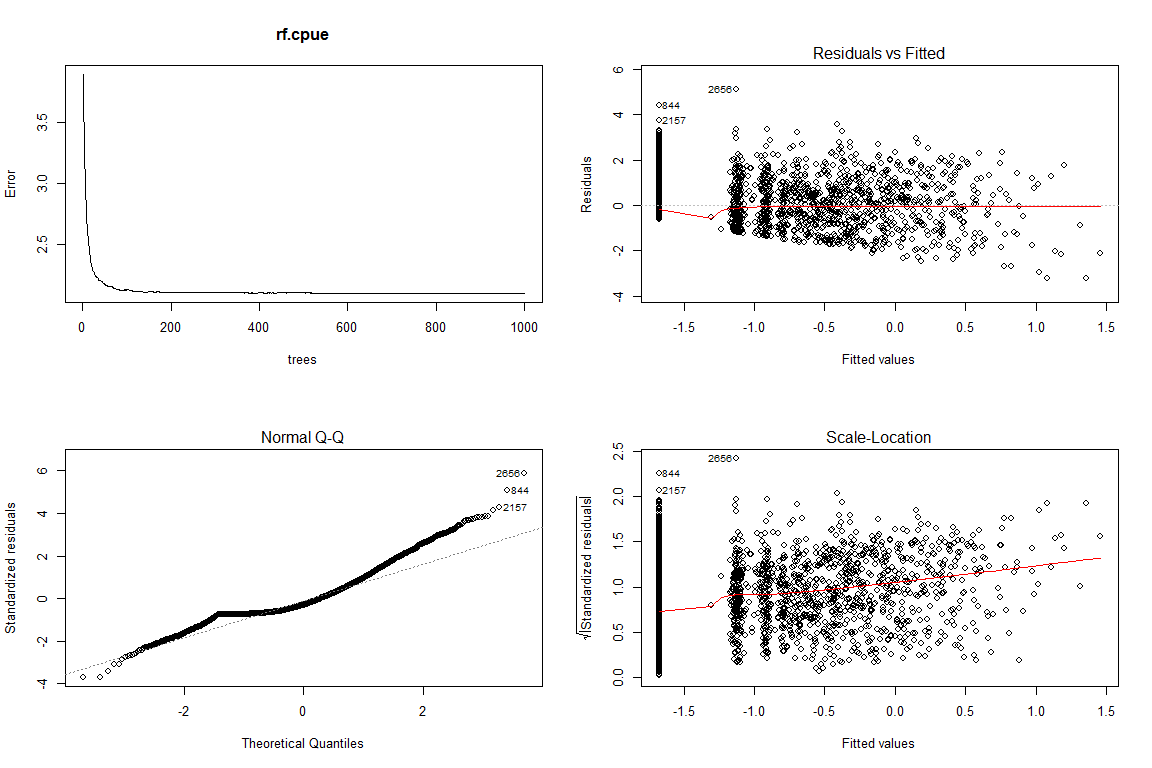 rf.cpue
Error
3.5
3.0
2.5
0 200 400 600 800 1000
trees
Residuals vs Fitted
Residuals
6
4
2
0
-2
-4
2656
844
2157
-1.5 -1.0 -0.5 0.0 0.5 1.0 1.5
Fitted values
Normal Q-Q
Standardized residuals
6
4
2
0
-2
-4
2656
844
2157
-2 0 2
Theoretical Quantiles
Scale-Location
√|Standardized residuals|
2.5
2.0
1.5
1.0
0.5
0.0
2656
844
2157
-1.5 -1.0 -0.5 0.0 0.5 1.0 1.5
Fitted values